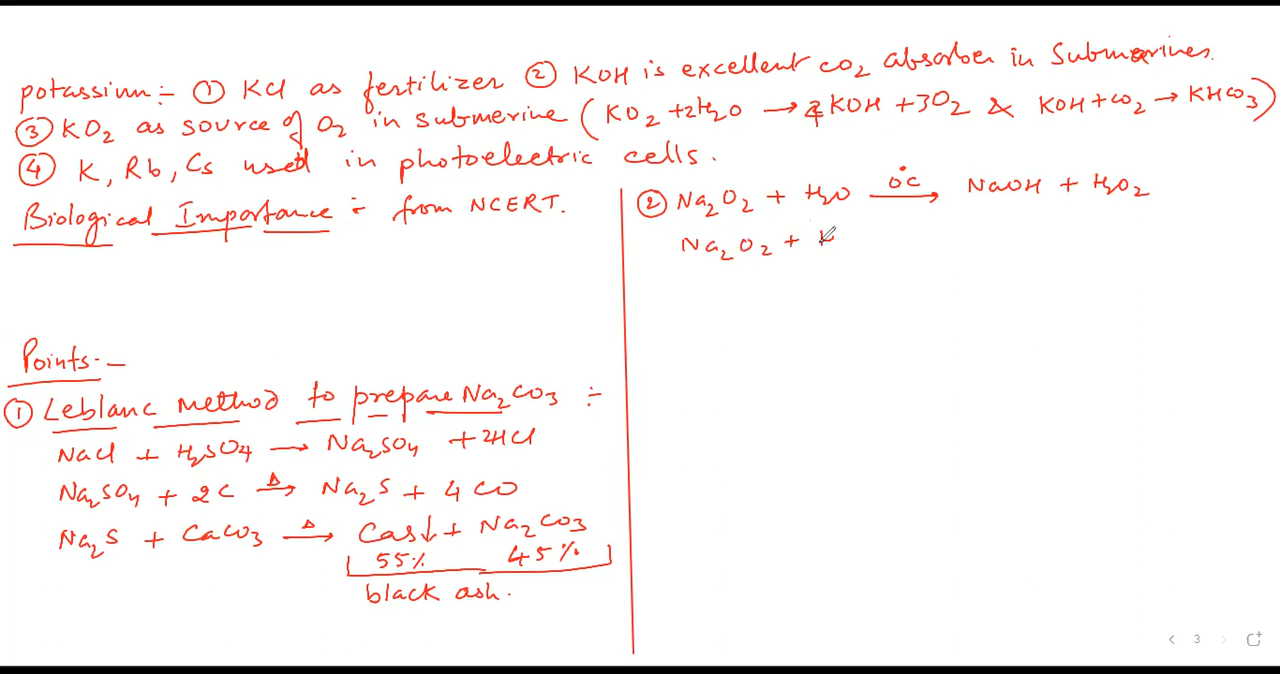 potassium :- ① KCl as fertilizer ② KOH is excellent CO2 absorber in Submarines.
③ KO2 as source of O2 in submerine (KO2 + 2H2O → 4KOH + 3O2 & KOH + CO2 → KHCO3)
④ K, Rb, Cs used in photoelectric cells.
Biological Importance :- from NCERT.
Points.-
① Leblanc method to prepare Na2CO3 :-
NaCl + H2SO4 → Na2SO4 + 2HCl
Na2SO4 + 2C →Δ Na2S + 4CO
Na2S + CaCO3 →Δ CaS↓ + Na2CO3
55% 45%
black ash.
② Na2O2 + H2O →0°C NaOH + H2O2
Na2O2 +
3